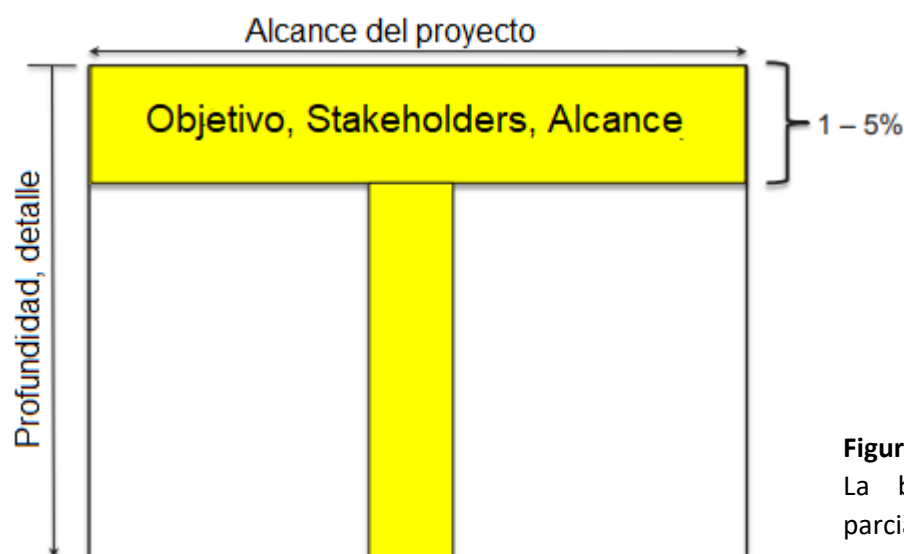 Alcance del proyecto
Objetivo, Stakeholders, Alcance
1 – 5%
Profundidad, detalle
La